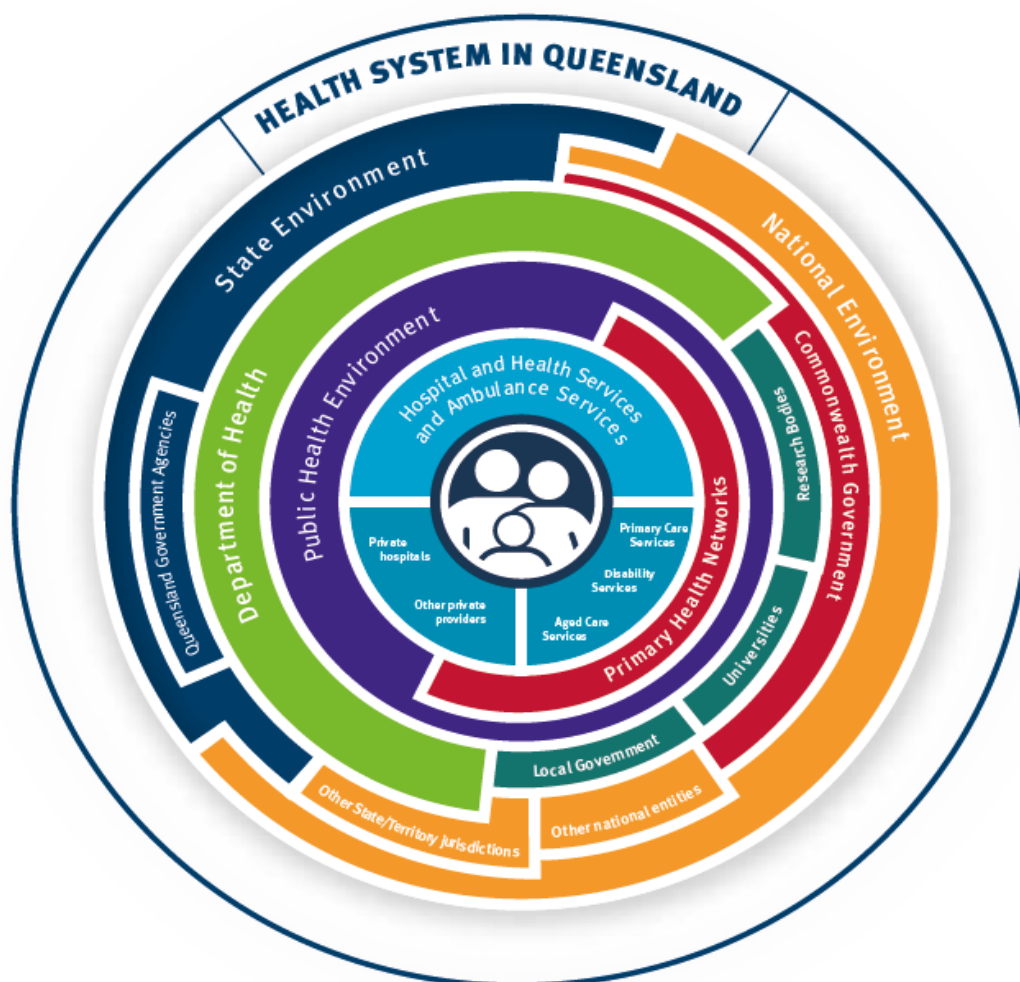 HEALTH SYSTEM IN QUEENSLAND
State Environment
National Environment
Commonwealth Government
Department of Health
Queensland Government Agencies
Public Health Environment
Hospital and Health Services
and Ambulance Services
Research Bodies
Private
hospitals
Primary Care
Services
Disability
Services
Other private
providers
Aged Care
Services
Primary Health Networks
Universities
Local Government
Other State/Territory jurisdictions
Other national entities